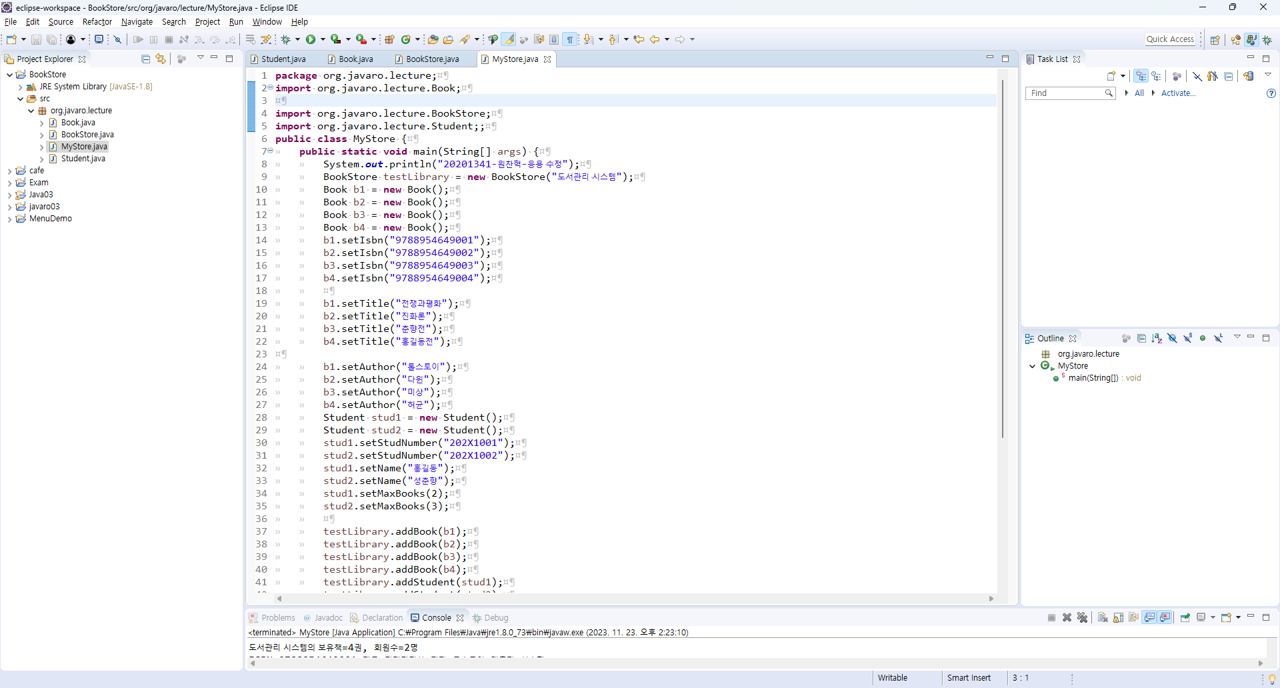 eclipse-workspace - BookStore/src/org/javaro/lecture/MyStore.java - Eclipse IDE
File Edit Source Refactor Navigate Search Project Run Window Help
Quick Access
Project Explorer
BookStore
JRE System Library [JavaSE-1.8]
src
org.javaro.lecture
Book.java
BookStore.java
MyStore.java
Student.java
cafe
Exam
Java03
javaro03
MenuDemo
Student.java Book.java BookStore.java MyStore.java
1 package org.javaro.lecture;
2 import org.javaro.lecture.Book;
3
4 import org.javaro.lecture.BookStore;
5 import org.javaro.lecture.Student;;
6 public class MyStore {
7 public static void main(String[] args) {
8 System.out.println("20201341-원찬혁-응용 수정");
9 BookStore testLibrary = new BookStore("도서관리 시스템");
10 Book b1 = new Book();
11 Book b2 = new Book();
12 Book b3 = new Book();
13 Book b4 = new Book();
14 b1.setIsbn("9788954649001");
15 b2.setIsbn("9788954649002");
16 b3.setIsbn("9788954649003");
17 b4.setIsbn("9788954649004");
18
19 b1.setTitle("전쟁과평화");
20 b2.setTitle("진화론");
21 b3.setTitle("춘향전");
22 b4.setTitle("홍길동전");
23
24 b1.setAuthor("톨스토이");
25 b2.setAuthor("다윈");
26 b3.setAuthor("미상");
27 b4.setAuthor("허균");
28 Student stud1 = new Student();
29 Student stud2 = new Student();
30 stud1.setStudNumber("202X1001");
31 stud2.setStudNumber("202X1002");
32 stud1.setName("홍길동");
33 stud2.setName("성춘향");
34 stud1.setMaxBooks(2);
35 stud2.setMaxBooks(3);
36
37 testLibrary.addBook(b1);
38 testLibrary.addBook(b2);
39 testLibrary.addBook(b3);
40 testLibrary.addBook(b4);
41 testLibrary.addStudent(stud1);
Task List
Find All Activate...
Outline
org.javaro.lecture
MyStore
main(String[]) : void
Problems Javadoc Declaration Console Debug
<terminated> MyStore [Java Application] C:₩Program Files₩Java₩jre1.8.0_73₩bin₩javaw.exe (2023. 11. 23. 오후 2:23:10)
도서관리 시스템의 보유책=4권, 회원수=2명
Writable Smart Insert 3 : 1